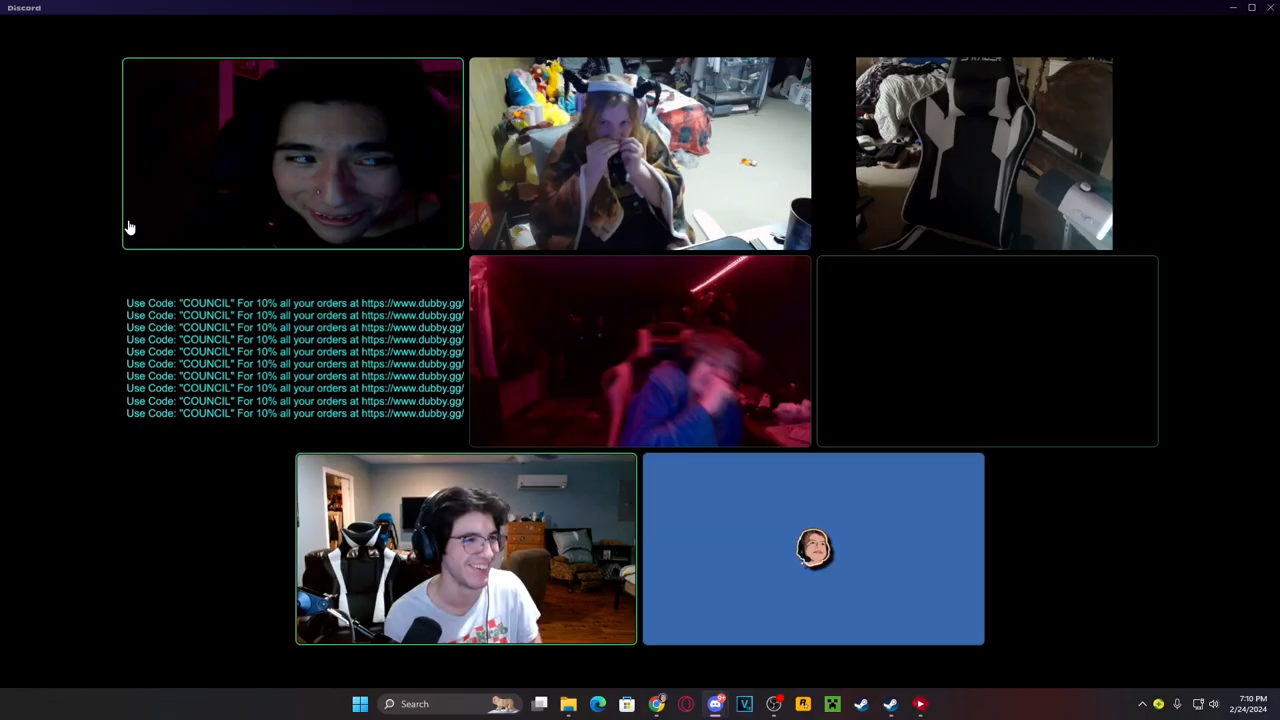 Discord
Use Code: "COUNCIL" For 10% all your orders at https://www.dubby.gg/
Use Code: "COUNCIL" For 10% all your orders at https://www.dubby.gg/
Use Code: "COUNCIL" For 10% all your orders at https://www.dubby.gg/
Use Code: "COUNCIL" For 10% all your orders at https://www.dubby.gg/
Use Code: "COUNCIL" For 10% all your orders at https://www.dubby.gg/
Use Code: "COUNCIL" For 10% all your orders at https://www.dubby.gg/
Use Code: "COUNCIL" For 10% all your orders at https://www.dubby.gg/
Use Code: "COUNCIL" For 10% all your orders at https://www.dubby.gg/
Use Code: "COUNCIL" For 10% all your orders at https://www.dubby.gg/
Use Code: "COUNCIL" For 10% all your orders at https://www.dubby.gg/
Search
7:10 PM
2/24/2024